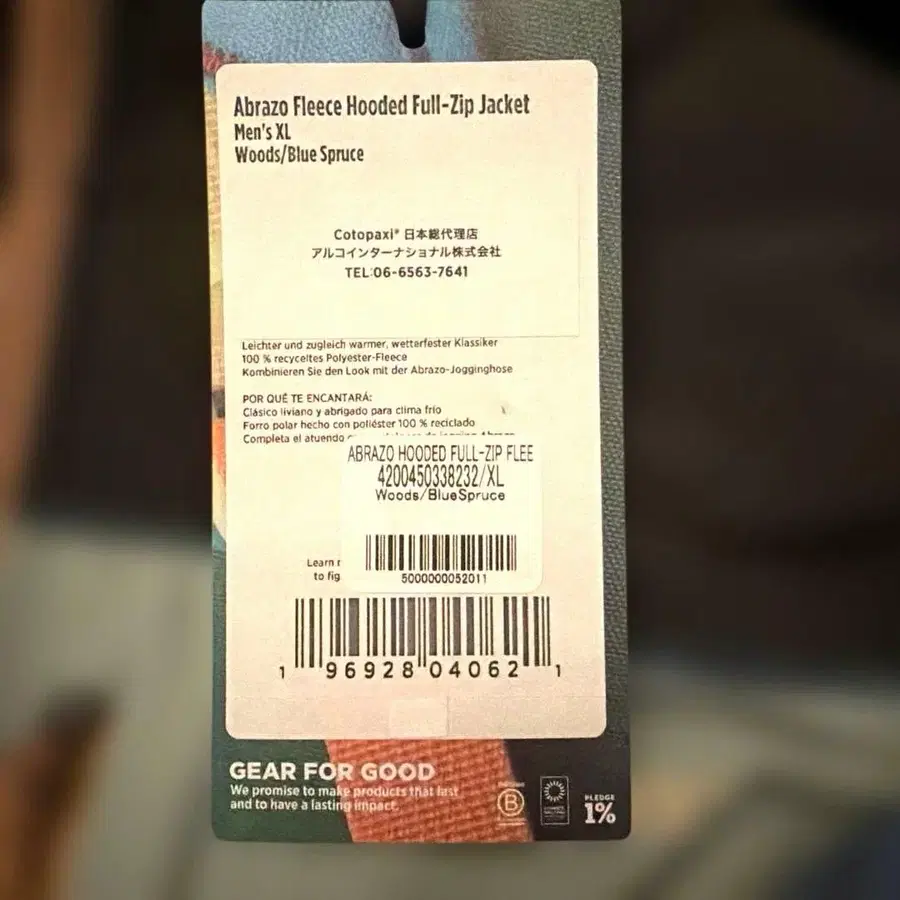 Abrazo Fleece Hooded Full-Zip Jacket
Men's XL
Woods/Blue Spruce
Cotopaxi® 日本総代理店
アルコインターナショナル株式会社
TEL:06-6563-7641
Leichter und zugleich warmer, wetterfester Klassiker
100 % recyceltes Polyester-Fleece
Kombinieren Sie den Look mit der Abrazo-Jogginghose
POR QUÉ TE ENCANTARÁ:
Clásico liviano y abrigado para clima frío
Forro polar hecho con poliéster 100 % reciclado
Completa el atuendo
ABRAZO HOODED FULL-ZIP FLEE
4200450338232/XL
Woods/BlueSpruce
Learn
to fig
5000000052011
1 96928 04062 1
GEAR FOR GOOD
We promise to make products that last
and to have a lasting impact.
B
PLEDGE
1%